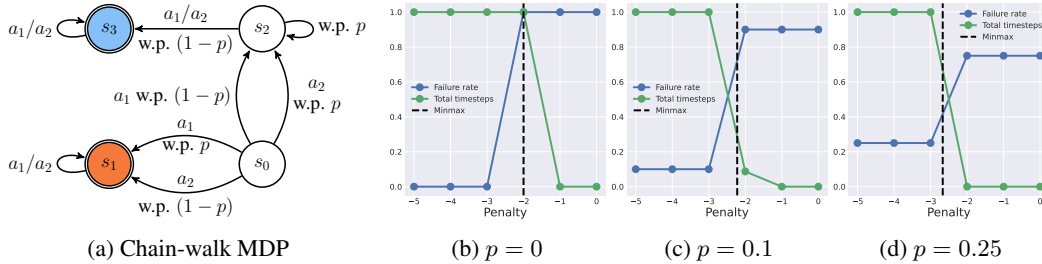 a₁/a₂
s₃
a₁/a₂
w.p. (1 − p)
s₂
w.p. p
a₁ w.p. (1 − p)
a₂
w.p. p
a₁
w.p. p
a₁/a₂
s₁
s₀
a₂
w.p. (1 − p)
(a) Chain-walk MDP
1.0
0.8
0.6
0.4
0.2
0.0
Failure rate
Total timesteps
Minmax
−5 −4 −3 −2 −1 0
Penalty
(b) p = 0
1.0
0.8
0.6
0.4
0.2
0.0
Failure rate
Total timesteps
Minmax
−5 −4 −3 −2 −1 0
Penalty
(c) p = 0.1
1.0
0.8
0.6
0.4
0.2
0.0
Failure rate
Total timesteps
Minmax
−5 −4 −3 −2 −1 0
Penalty
(d) p = 0.25